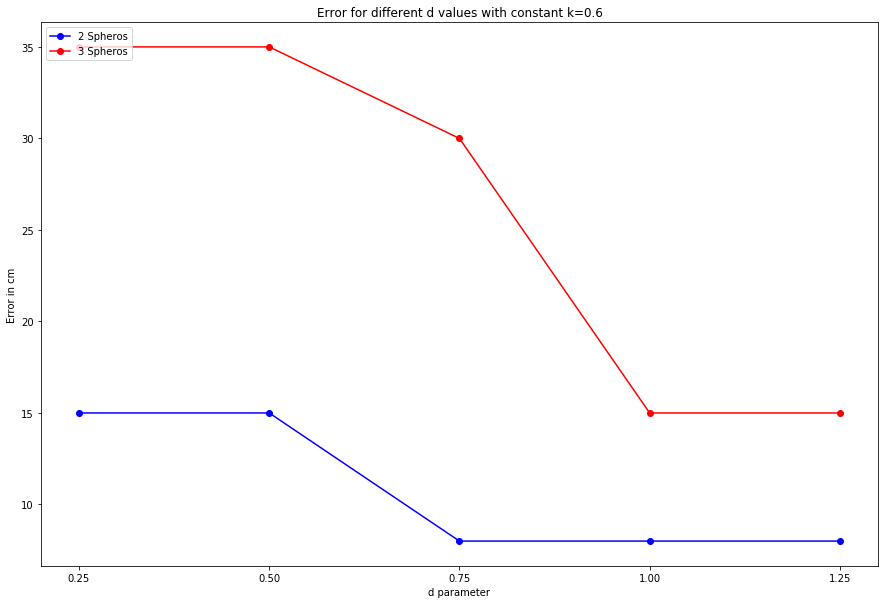 Error for different d values with constant k=0.6
2 Spheros
3 Spheros
35
30
25
20
15
10
Error in cm
0.25
0.50
0.75
1.00
1.25
d parameter